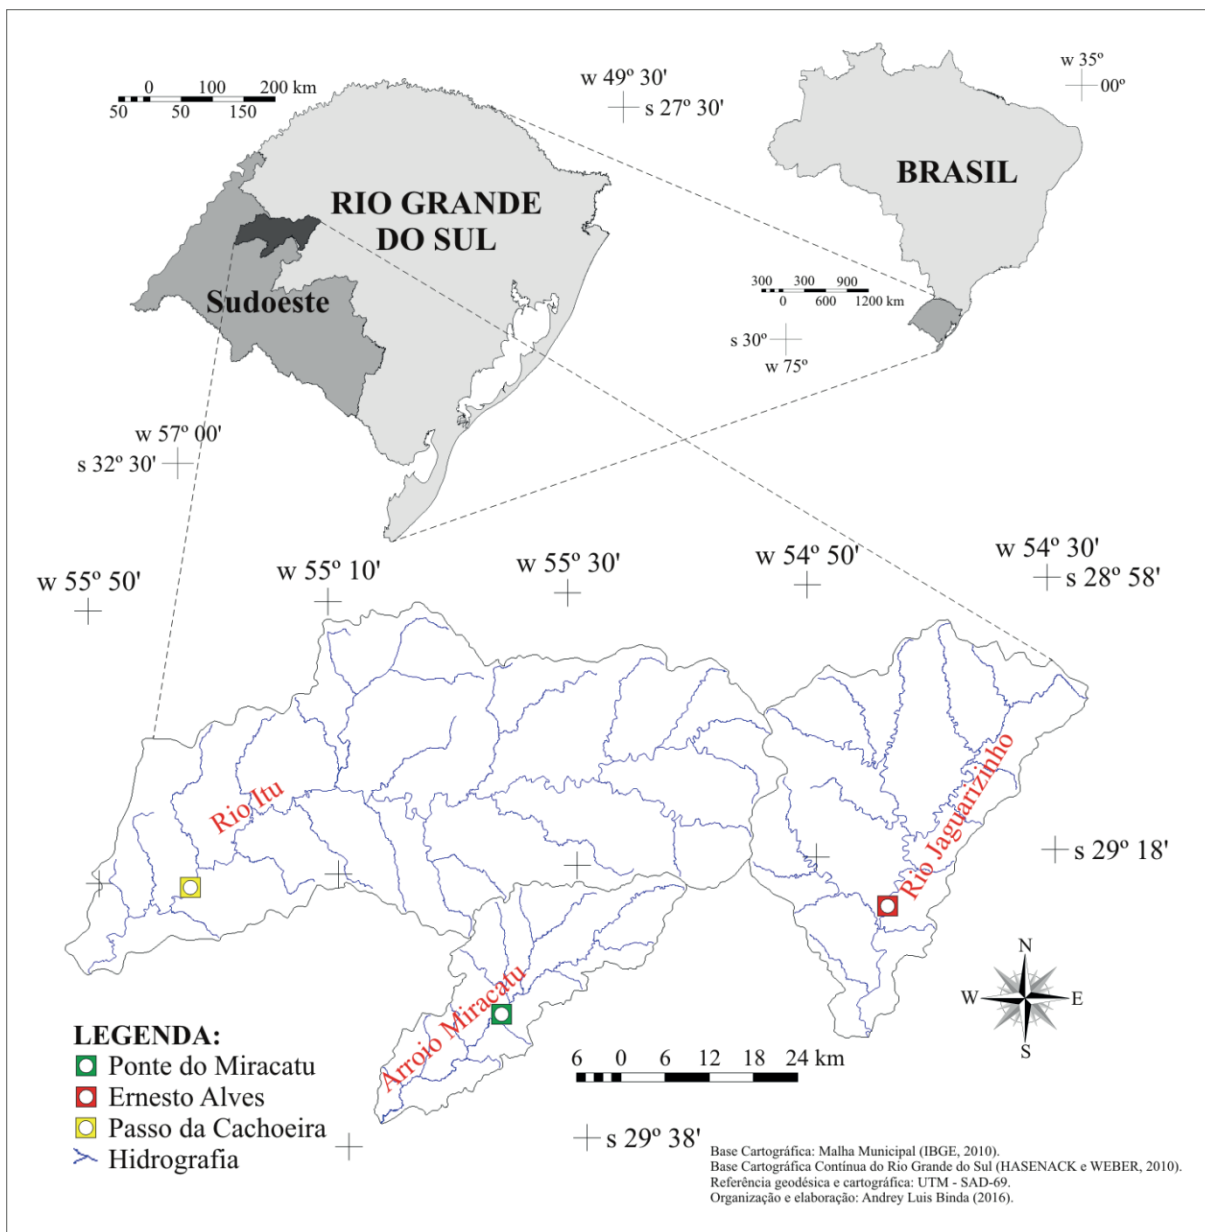 0 100 200 km
50 50 150
w 49º 30'
s 27º 30'
w 35º
00º
RIO GRANDE
DO SUL
BRASIL
Sudoeste
300 300 900
0 600 1200 km
s 30º
w 75º
w 57º 00'
s 32º 30'
w 55º 50'
w 55º 10'
w 55º 30'
w 54º 50'
w 54º 30'
s 28º 58'
Rio Itu
Rio Jaguarizinho
s 29º 18'
Arroio Miracatu
N
W E
S
LEGENDA:
Ponte do Miracatu
Ernesto Alves
Passo da Cachoeira
Hidrografia
6 0 6 12 18 24 km
s 29º 38'
Base Cartográfica: Malha Municipal (IBGE, 2010).
Base Cartográfica Contínua do Rio Grande do Sul (HASENACK e WEBER, 2010).
Referência geodésica e cartográfica: UTM - SAD-69.
Organização e elaboração: Andrey Luis Binda (2016).